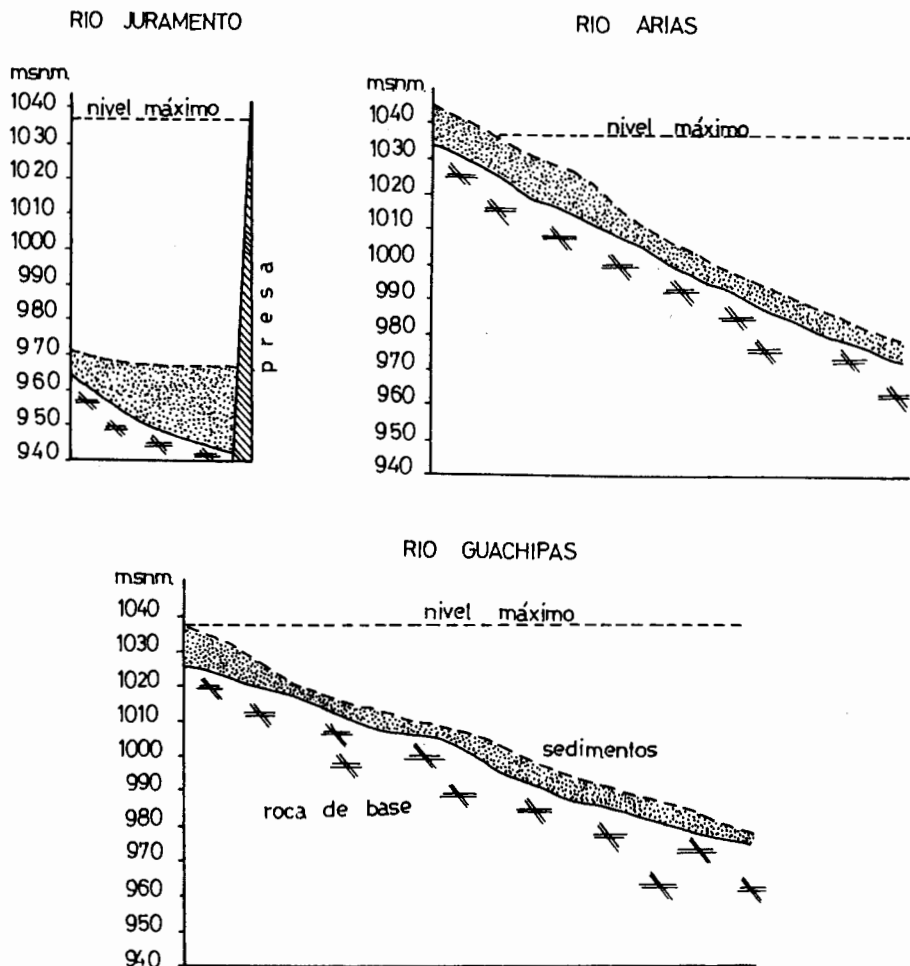 RIO JURAMENTO
msnm.
1040
nivel máximo
1030
1020
1010
1000
990
980
970
960
950
940
presa
RIO ARIAS
msnm.
1040
nivel máximo
1030
1020
1010
1000
990
980
970
960
950
940
RIO GUACHIPAS
msnm.
1040
nivel máximo
1030
1020
1010
1000
sedimentos
990
980
roca de base
970
960
950
940